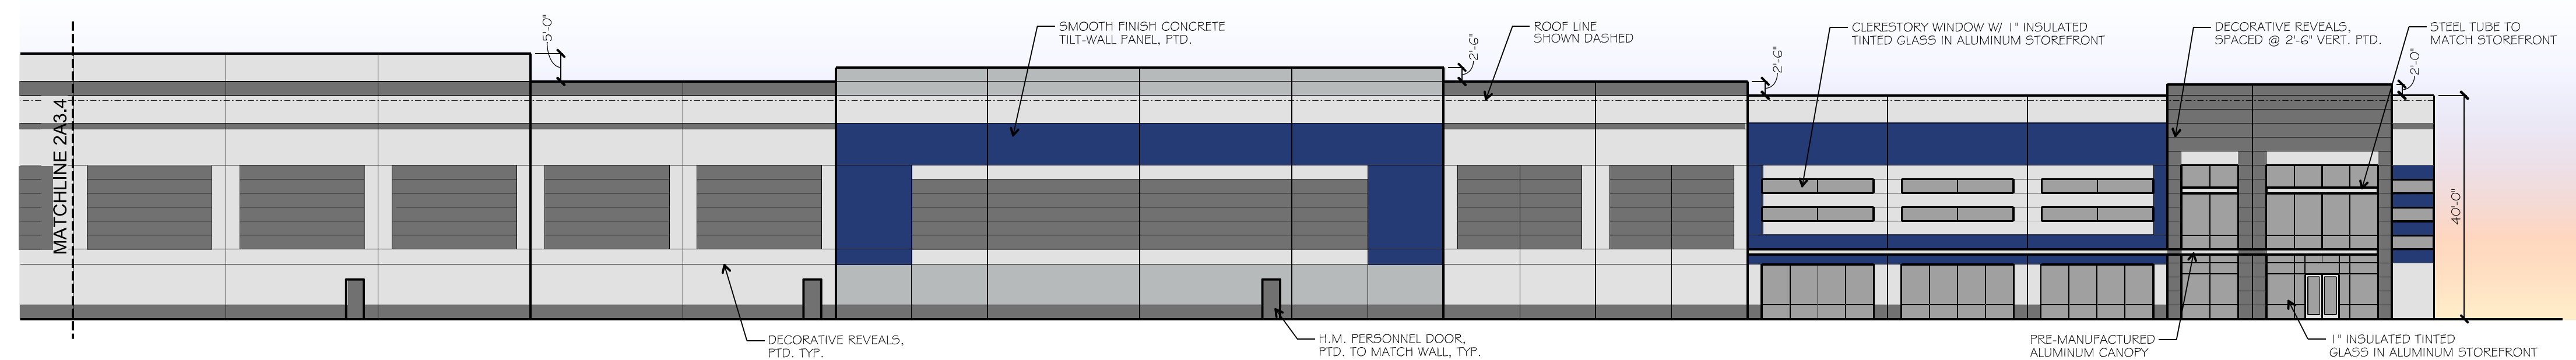 5'-0"
SMOOTH FINISH CONCRETE
TILT-WALL PANEL, PTD.
2'-6"
ROOF LINE
SHOWN DASHED
2'-6"
CLERESTORY WINDOW W/ 1" INSULATED
TINTED GLASS IN ALUMINUM STOREFRONT
DECORATIVE REVEALS,
SPACED @ 2'-6" VERT. PTD.
STEEL TUBE TO
MATCH STOREFRONT
2'-0"
MATCHLINE 2A3.4
40'-0"
DECORATIVE REVEALS,
PTD. TYP.
H.M. PERSONNEL DOOR,
PTD. TO MATCH WALL, TYP.
PRE-MANUFACTURED
ALUMINUM CANOPY
1" INSULATED TINTED
GLASS IN ALUMINUM STOREFRONT